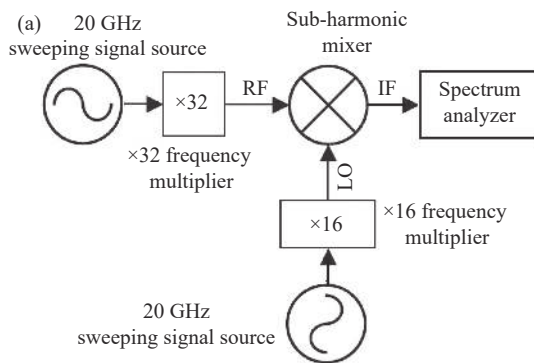 (a)
20 GHz
sweeping signal source
Sub-harmonic
mixer
×32
RF
IF
Spectrum
analyzer
×32 frequency
multiplier
LO
×16
×16 frequency
multiplier
20 GHz
sweeping signal source